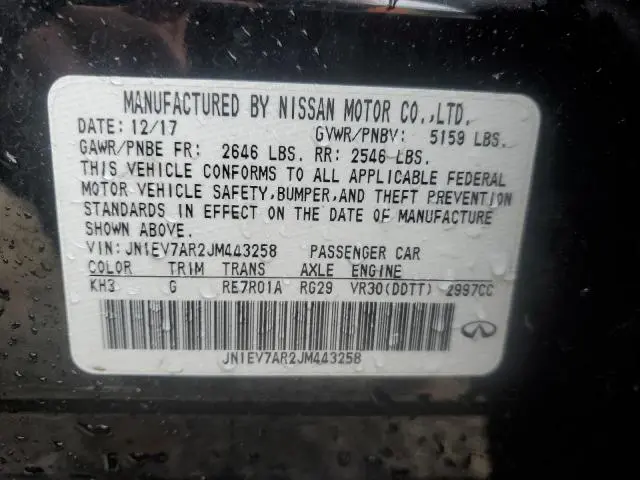 MANUFACTURED BY NISSAN MOTOR CO.,LTD.
DATE: 12/17 GVWR/PNBV: 5159 LBS.
GAWR/PNBE FR: 2646 LBS. RR: 2546 LBS.
THIS VEHICLE CONFORMS TO ALL APPLICABLE FEDERAL
MOTOR VEHICLE SAFETY,BUMPER,AND THEFT PREVENTION
STANDARDS IN EFFECT ON THE DATE OF MANUFACTURE
SHOWN ABOVE.
VIN:JN1EV7AR2JM443258 PASSENGER CAR
COLOR TRIM TRANS AXLE ENGINE
KH3 G RE7R01A RG29 VR30(DDTT) 2997CC
JN1EV7AR2JM443258